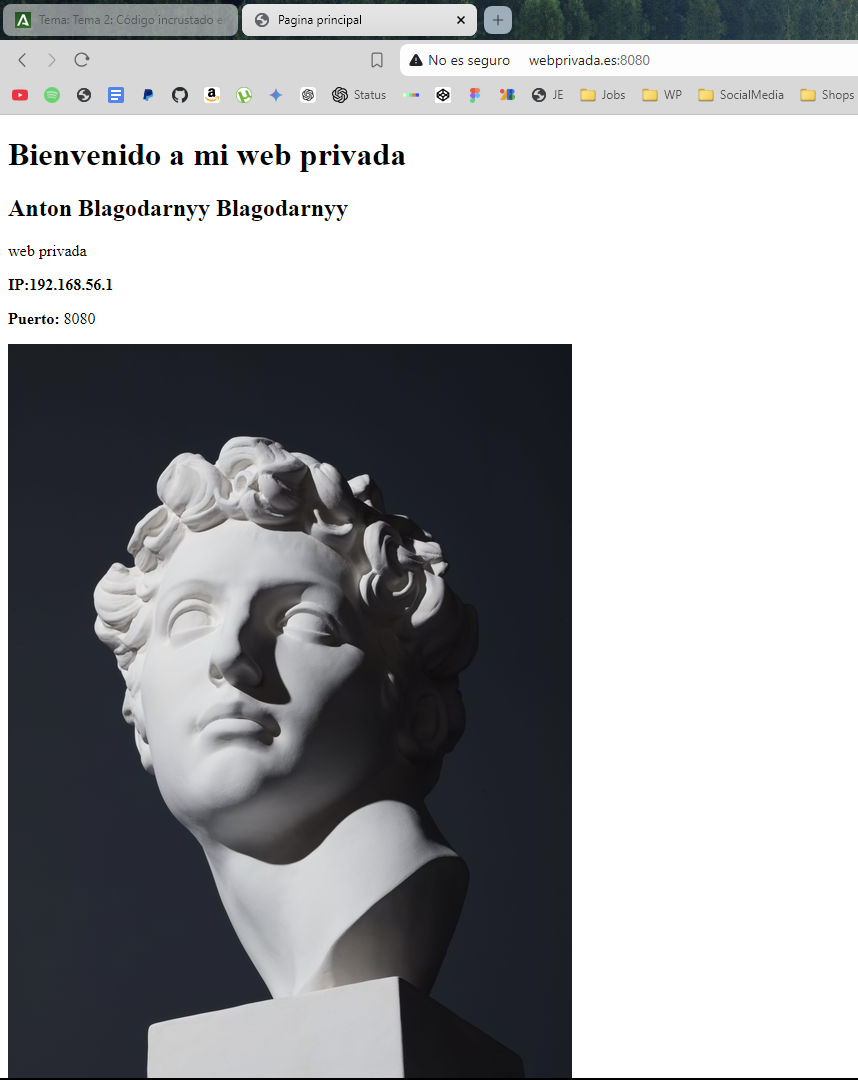 Tema: Tema 2: Código incrustado e
Pagina principal
No es seguro webprivada.es:8080
Status
JE
Jobs
WP
SocialMedia
Shops
Bienvenido a mi web privada
Anton Blagodarnyy Blagodarnyy
web privada
IP:192.168.56.1
Puerto: 8080